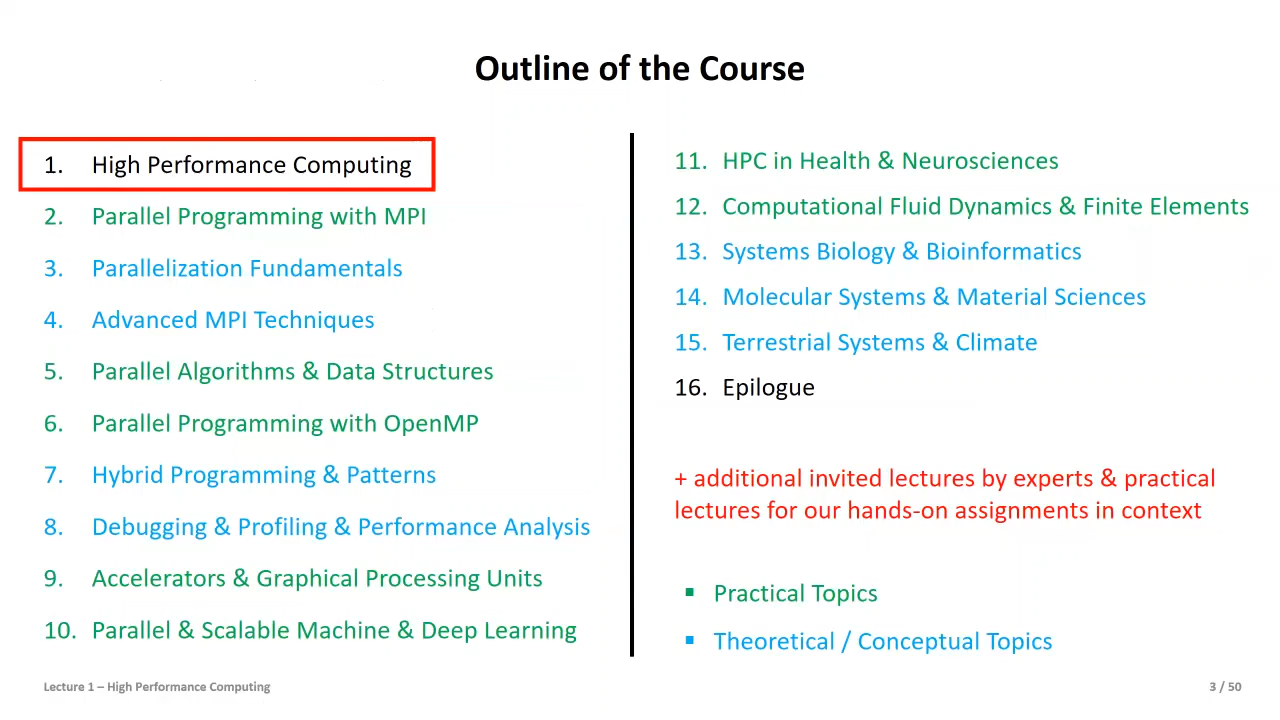 Outline of the Course
1. High Performance Computing
2. Parallel Programming with MPI
3. Parallelization Fundamentals
4. Advanced MPI Techniques
5. Parallel Algorithms & Data Structures
6. Parallel Programming with OpenMP
7. Hybrid Programming & Patterns
8. Debugging & Profiling & Performance Analysis
9. Accelerators & Graphical Processing Units
10. Parallel & Scalable Machine & Deep Learning
11. HPC in Health & Neurosciences
12. Computational Fluid Dynamics & Finite Elements
13. Systems Biology & Bioinformatics
14. Molecular Systems & Material Sciences
15. Terrestrial Systems & Climate
16. Epilogue
+ additional invited lectures by experts & practical
lectures for our hands-on assignments in context
▪ Practical Topics
▪ Theoretical / Conceptual Topics
Lecture 1 – High Performance Computing
3 / 50